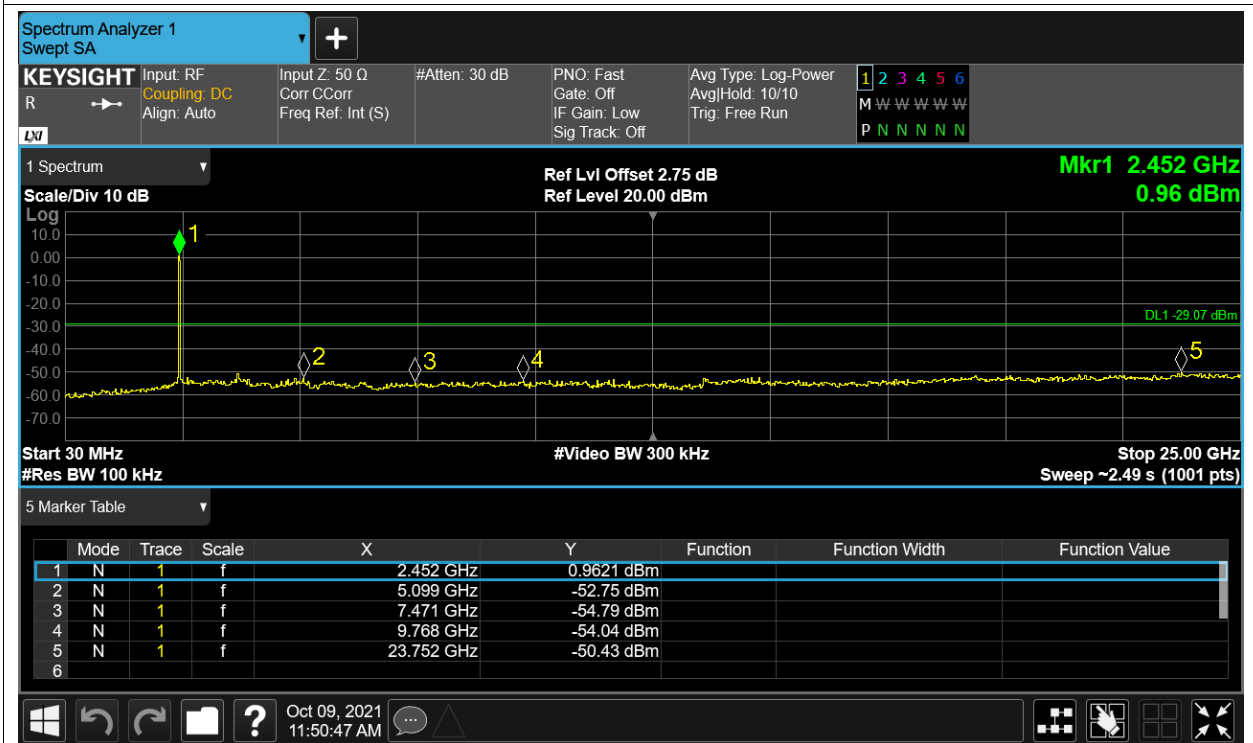 Spectrum Analyzer 1
Swept SA
+
KEYSIGHT Input: RF Input Z: 50 Ω #Atten: 30 dB PNO: Fast Avg Type: Log-Power 1 2 3 4 5 6
R Coupling: DC Corr CCorr Gate: Off Avg|Hold: 10/10 M W W W W W
Align: Auto Freq Ref: Int (S) IF Gain: Low Trig: Free Run
LXI Sig Track: Off P N N N N N
1 Spectrum Ref Lvl Offset 2.75 dB Mkr1 2.452 GHz
Scale/Div 10 dB Ref Level 20.00 dBm 0.96 dBm
Log
10.0
1
0.00
-10.0
-20.0
DL1 -29.07 dBm
-30.0
-40.0
2 3 4 5
-50.0
-60.0
-70.0
Start 30 MHz #Video BW 300 kHz Stop 25.00 GHz
#Res BW 100 kHz Sweep ~2.49 s (1001 pts)
5 Marker Table
Mode Trace Scale X Y Function Function Width Function Value
1 N 1 f 2.452 GHz 0.9621 dBm
2 N 1 f 5.099 GHz -52.75 dBm
3 N 1 f 7.471 GHz -54.79 dBm
4 N 1 f 9.768 GHz -54.04 dBm
5 N 1 f 23.752 GHz -50.43 dBm
6
? Oct 09, 2021
11:50:47 AM